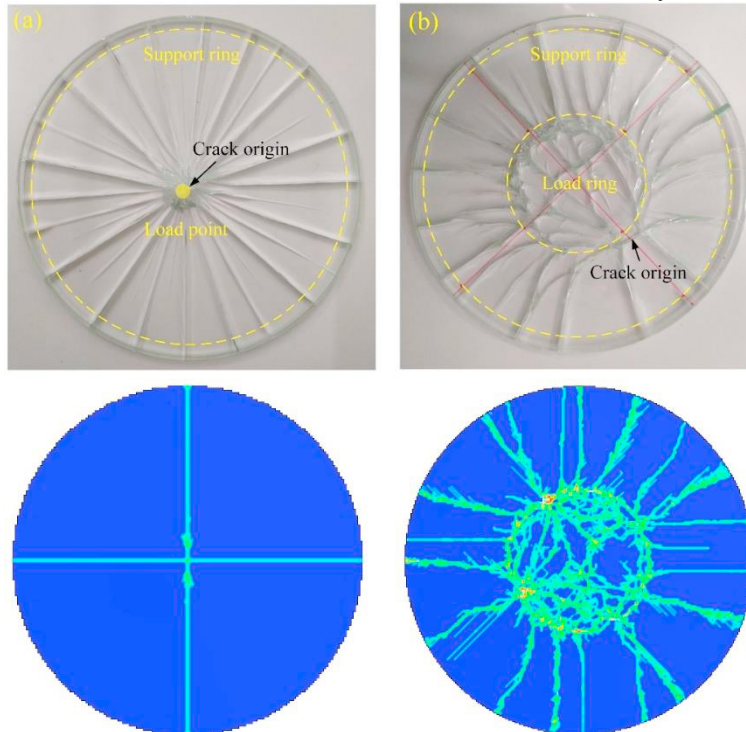 (a)
Support ring
Crack origin
Load point
(b)
Support ring
Load ring
Crack origin